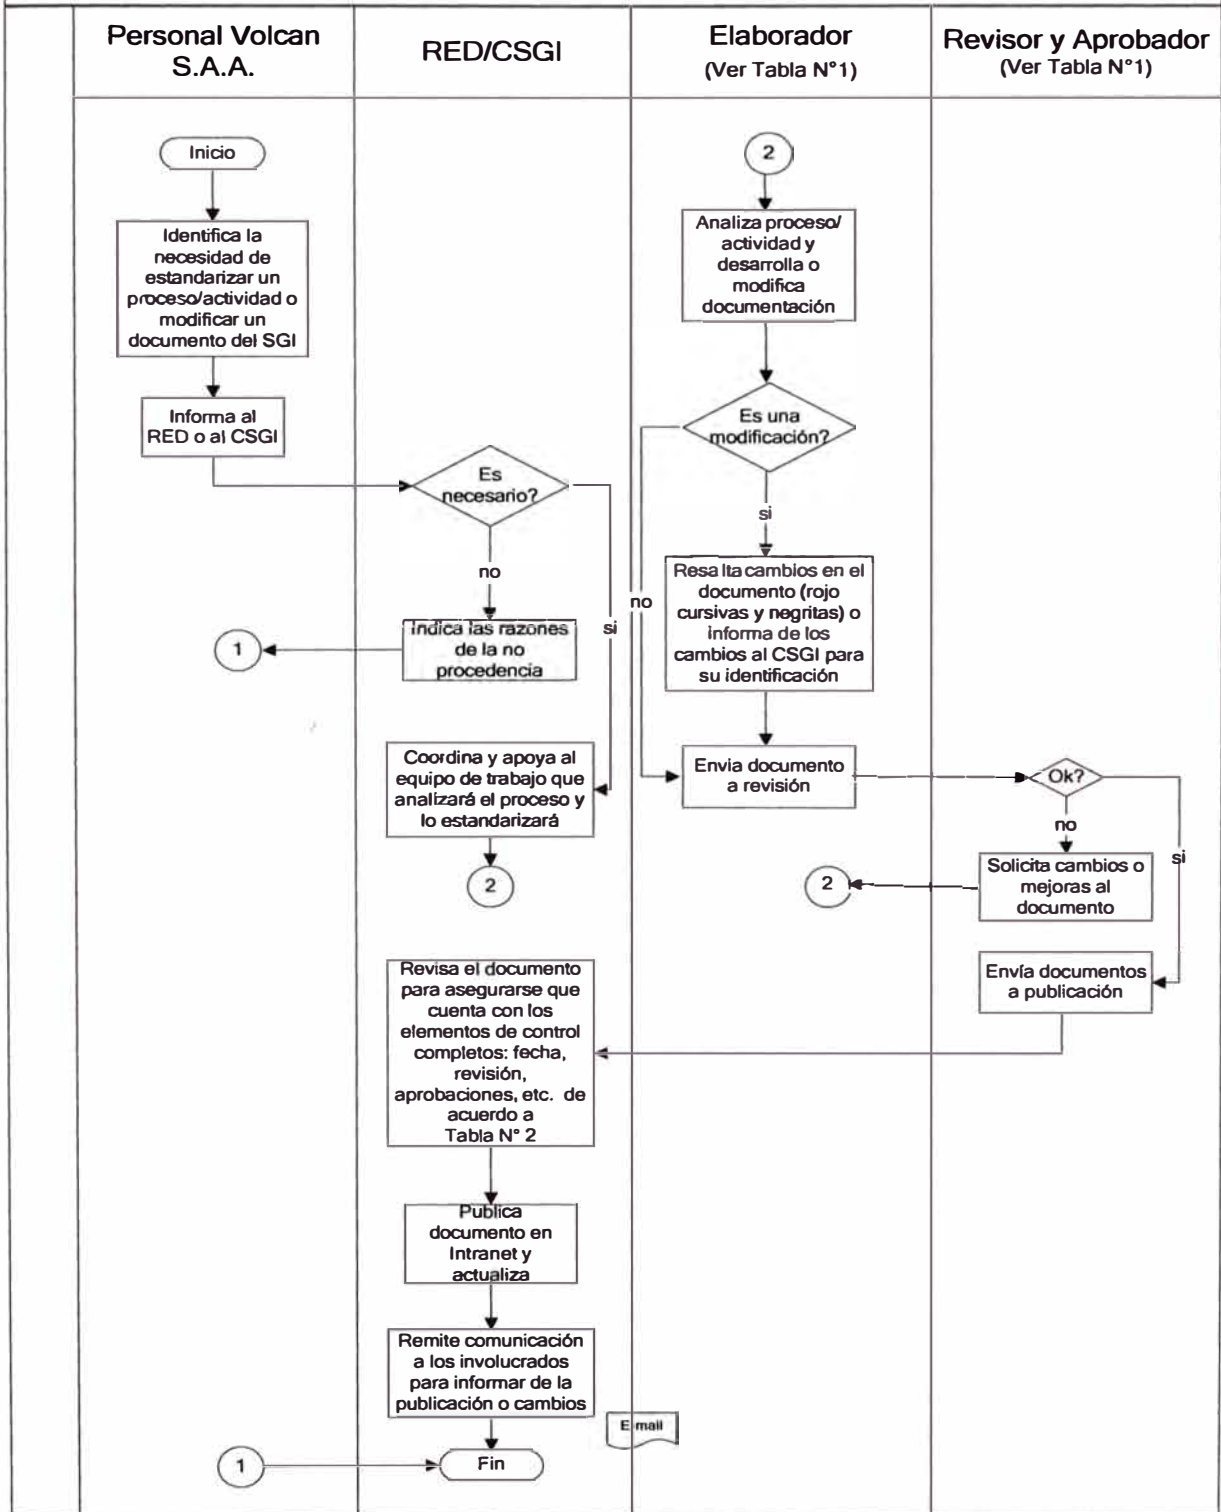 Personal Volcan
S.A.A.
RED/CSGI
Elaborador
(Ver Tabla N°1)
Revisor y Aprobador
(Ver Tabla N°1)
Inicio
Identifica la
necesidad de
estandarizar un
proceso/actividad o
modificar un
documento del SGI
Informa al
RED o al CSGI
Es
necesario?
no
si
Indica las razones
de la no
procedencia
1
Coordina y apoya al
equipo de trabajo que
analizará el proceso y
lo estandarizará
2
2
Analiza proceso/
actividad y
desarrolla o
modifica
documentación
Es una
modificación?
si
no
Resalta cambios en el
documento (rojo
cursivas y negritas) o
informa de los
cambios al CSGI para
su identificación
Envia documento
a revisión
Ok?
no
si
Solicita cambios o
mejoras al
documento
2
Envía documentos
a publicación
Revisa el documento
para asegurarse que
cuenta con los
elementos de control
completos: fecha,
revisión,
aprobaciones, etc. de
acuerdo a
Tabla N° 2
Publica
documento en
Intranet y
actualiza
Remite comunicación
a los involucrados
para informar de la
publicación o cambios
E-mail
1
Fin